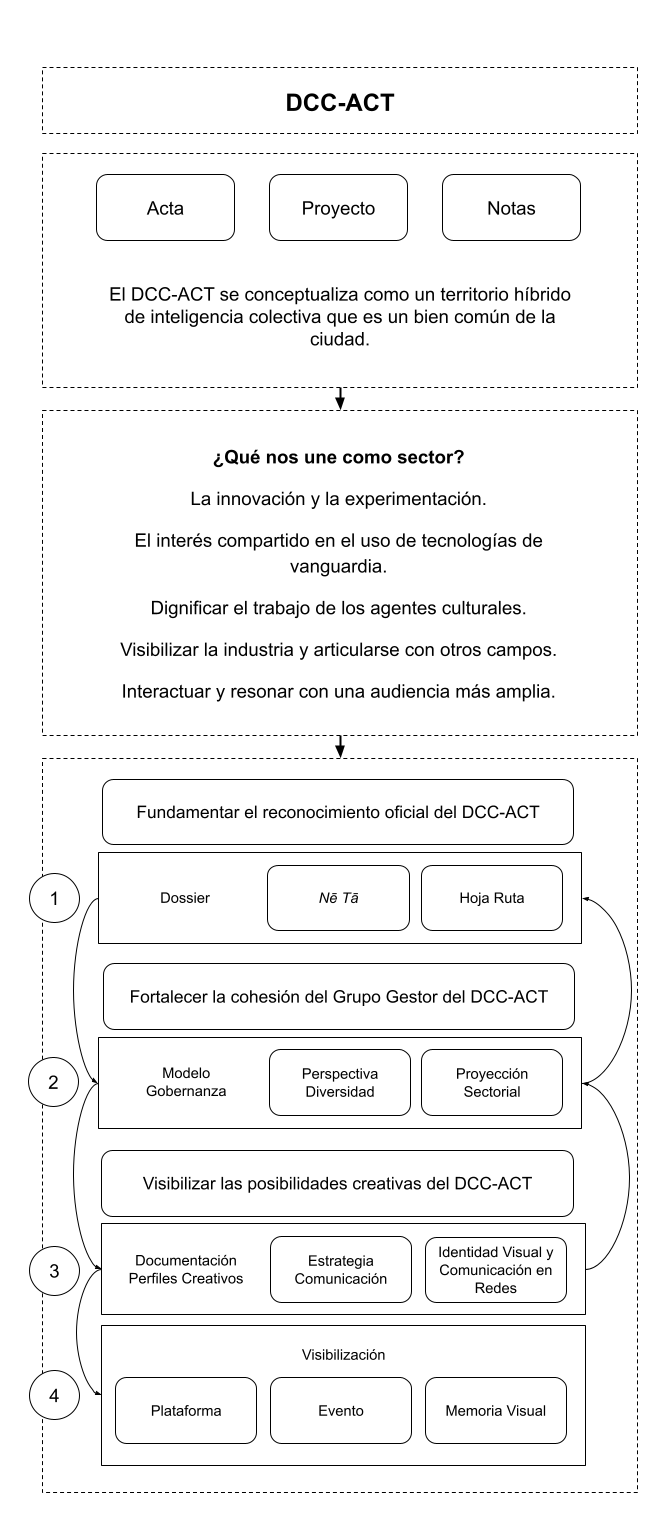 DCC-ACT
Acta
Proyecto
Notas
El DCC-ACT se conceptualiza como un territorio híbrido
de inteligencia colectiva que es un bien común de la
ciudad.
¿Qué nos une como sector?
La innovación y la experimentación.
El interés compartido en el uso de tecnologías de
vanguardia.
Dignificar el trabajo de los agentes culturales.
Visibilizar la industria y articularse con otros campos.
Interactuar y resonar con una audiencia más amplia.
Fundamentar el reconocimiento oficial del DCC-ACT
1
Dossier
Nē Tā
Hoja Ruta
Fortalecer la cohesión del Grupo Gestor del DCC-ACT
2
Modelo
Gobernanza
Perspectiva
Diversidad
Proyección
Sectorial
Visibilizar las posibilidades creativas del DCC-ACT
3
Documentación
Perfiles Creativos
Estrategia
Comunicación
Identidad Visual y
Comunicación en
Redes
4
Visibilización
Plataforma
Evento
Memoria Visual